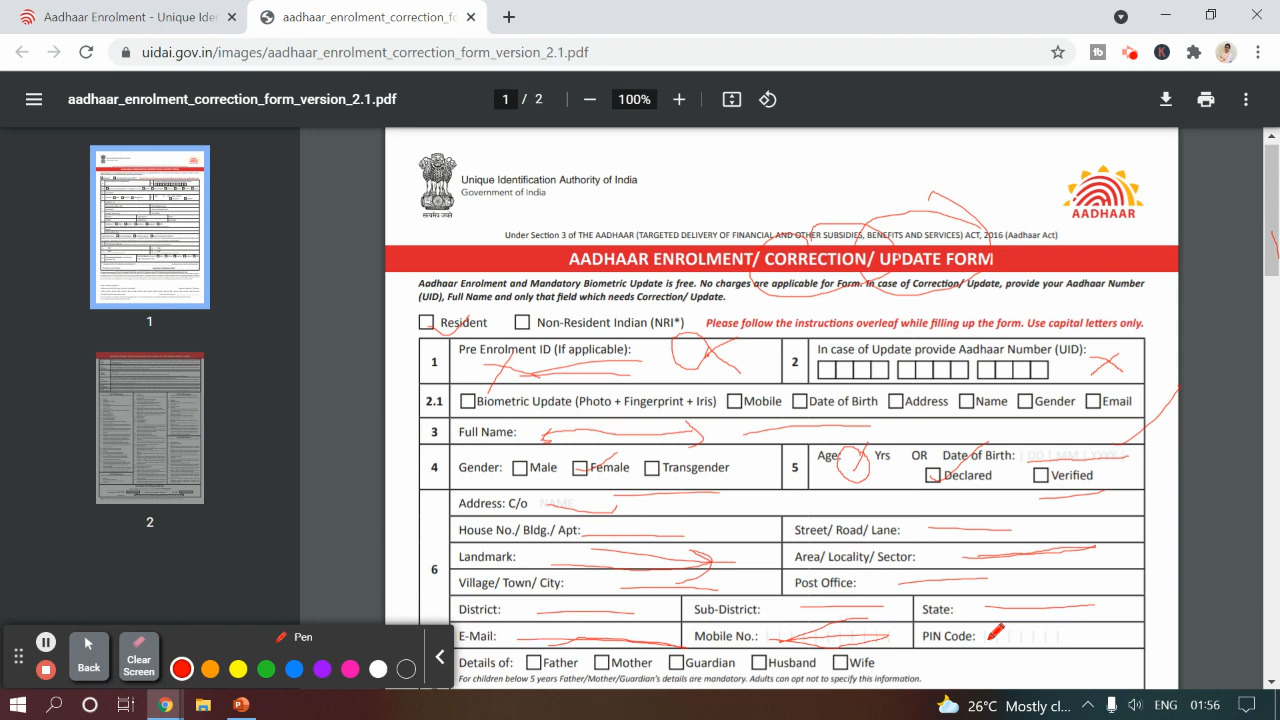 Aadhaar Enrolment - Unique Iden
aadhaar_enrolment_correction_fo
uidai.gov.in/images/aadhaar_enrolment_correction_form_version_2.1.pdf
aadhaar_enrolment_correction_form_version_2.1.pdf
1 / 2
100%
Unique Identification Authority of India
Government of India
सत्यमेव जयते
AADHAAR
Under Section 3 of THE AADHAAR (TARGETED DELIVERY OF FINANCIAL AND OTHER SUBSIDIES, BENEFITS AND SERVICES) ACT, 2016 (Aadhaar Act)
AADHAAR ENROLMENT/ CORRECTION/ UPDATE FORM
Aadhaar Enrolment and Mandatory Biometric Update is free. No charges are applicable for Form. In case of Correction/ Update, provide your Aadhaar Number
(UID), Full Name and only that field which needs Correction/ Update.
Resident Non-Resident Indian (NRI*) Please follow the instructions overleaf while filling up the form. Use capital letters only.
1 Pre Enrolment ID (If applicable): 2 In case of Update provide Aadhaar Number (UID):
2.1 Biometric Update (Photo + Fingerprint + Iris) Mobile Date of Birth Address Name Gender Email
3 Full Name:
4 Gender: Male Female Transgender 5 Age: Yrs OR Date of Birth: DD MM YYYY
Declared Verified
6 Address: C/o NAME
House No./ Bldg./ Apt: Street/ Road/ Lane:
Landmark: Area/ Locality/ Sector:
Village/ Town/ City: Post Office:
District: Sub-District: State:
E-Mail: Mobile No.: PIN Code:
Details of: Father Mother Guardian Husband Wife
For children below 5 years Father/Mother/Guardian's details are mandatory. Adults can opt not to specify this information.
1
2
Pen
Back
Clear Screen
26°C Mostly cl... ENG 01:56